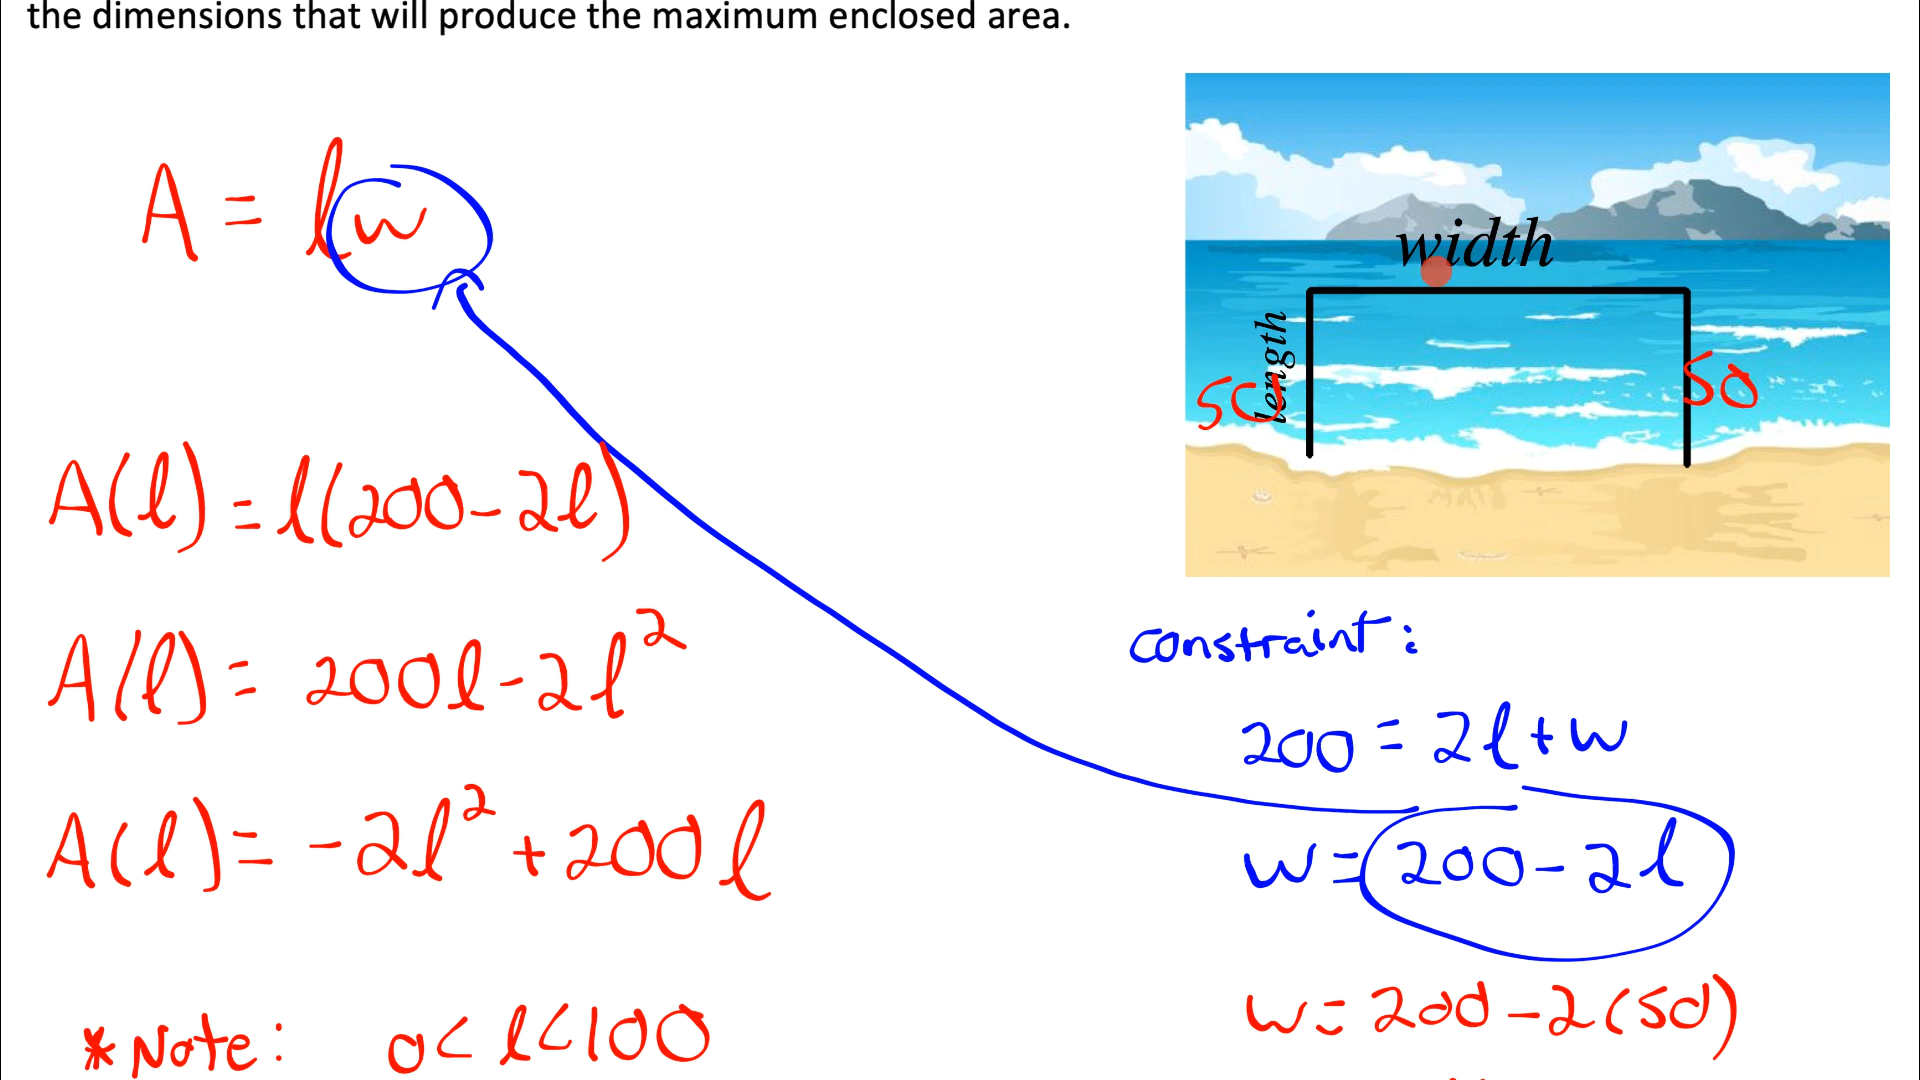 the dimensions that will produce the maximum enclosed area.
A = lw
width
length
50
50
A(l) = l(200-2l)
A(l) = 200l-2l²
A(l) = -2l² + 200l
*Note: 0 < l < 100
constraint:
200 = 2l + w
w = 200-2l
w = 200-2(50)